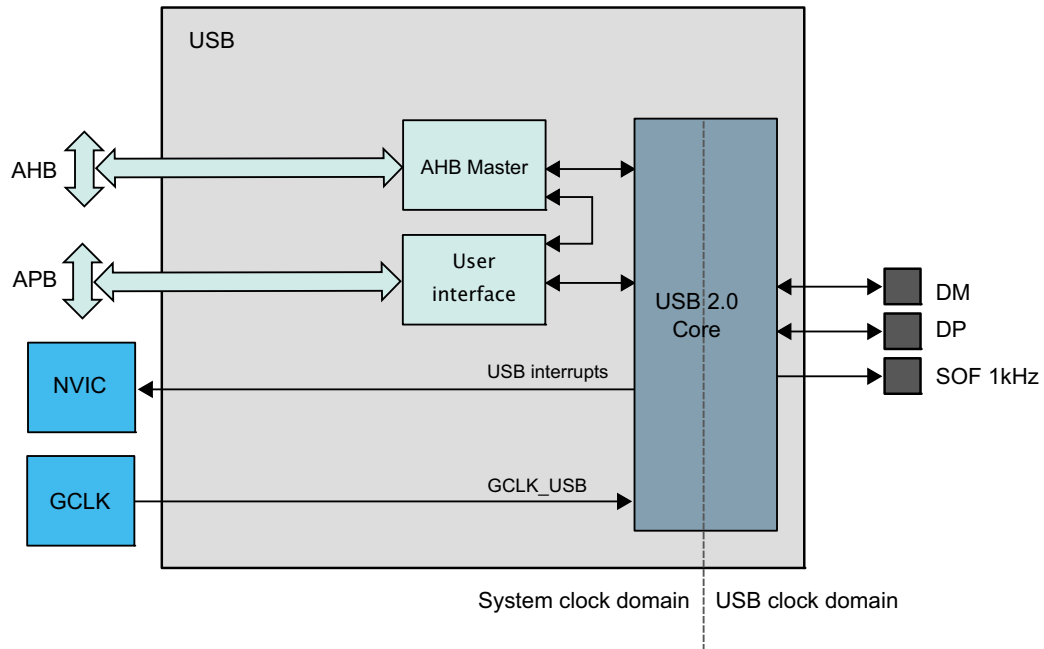 USB
AHB
AHB Master
APB
User
interface
USB 2.0
Core
DM
DP
SOF 1kHz
NVIC
USB interrupts
GCLK
GCLK_USB
System clock domain
USB clock domain